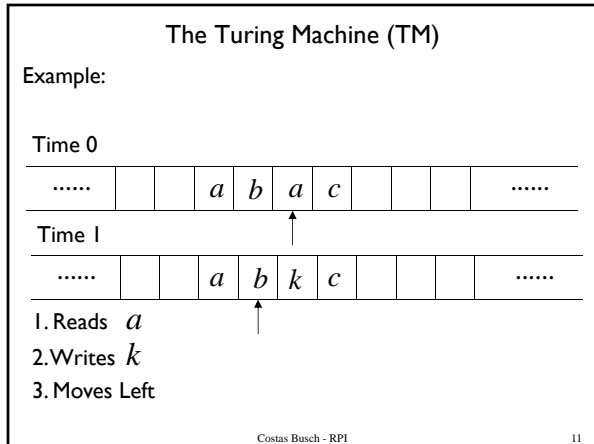 The Turing Machine (TM)
Example:
Time 0
...... a b a c ......
Time 1
...... a b k c ......
1. Reads a
2.Writes k
3. Moves Left
Costas Busch - RPI 11